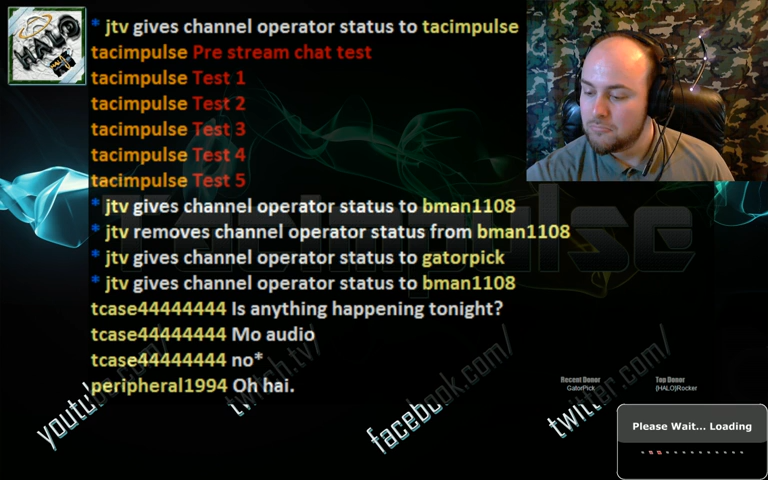 HALO
* jtv gives channel operator status to tacimpulse
tacimpulse Pre stream chat test
tacimpulse Test 1
tacimpulse Test 2
tacimpulse Test 3
tacimpulse Test 4
tacimpulse Test 5
* jtv gives channel operator status to bman1108
* jtv removes channel operator status from bman1108
* jtv gives channel operator status to gatorpick
* jtv gives channel operator status to bman1108
tcase44444444 Is anything happening tonight?
tcase44444444 Mo audio
tcase44444444 no*
peripheral1994 Oh hai.
tacimpulse
youtube.com/
twitch.tv/
facebook.com/
twitter.com/
Recent Donor
GatorPick
Top Donor
{HALO}Rocker
Please Wait... Loading